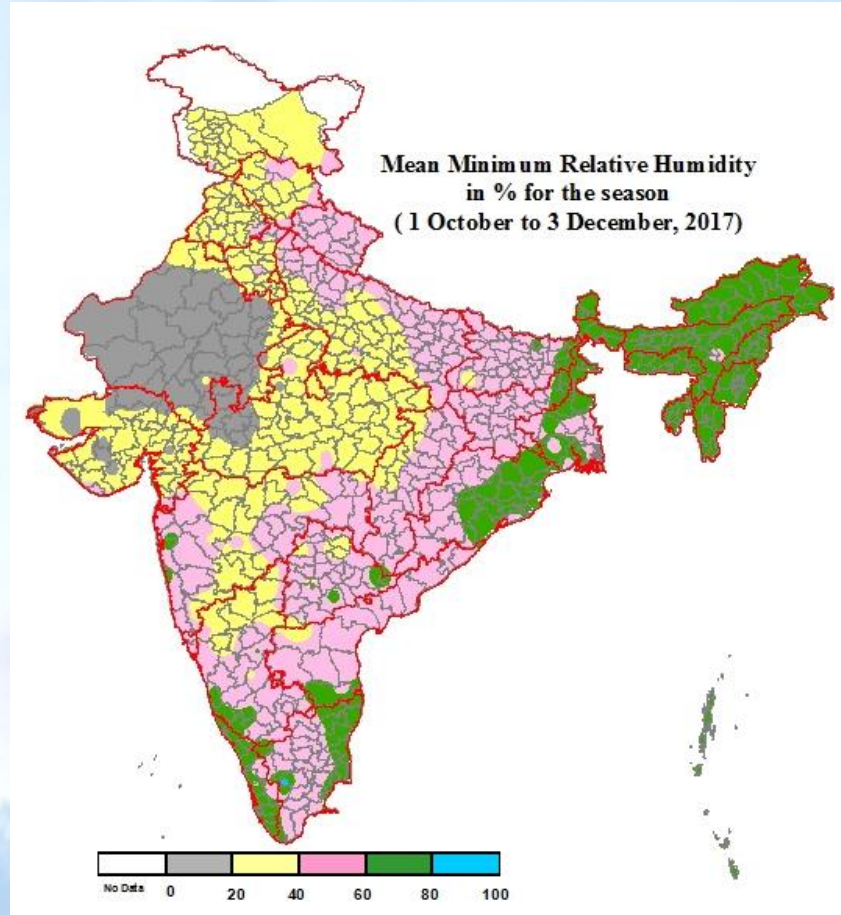 Mean Minimum Relative Humidity
in % for the season
( 1 October to 3 December, 2017)
No Data 0 20 40 60 80 100